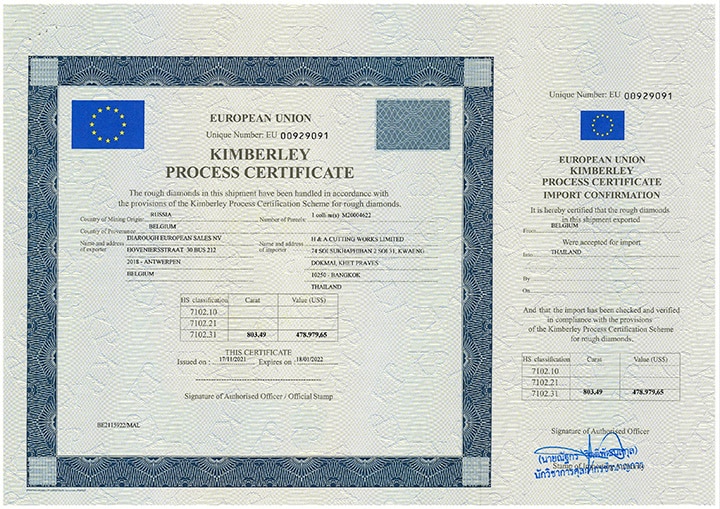 EUROPEAN UNION
Unique Number: EU 00929091
KIMBERLEY
PROCESS CERTIFICATE
The rough diamonds in this shipment have been handled in accordance with
the provisions of the Kimberley Process Certification Scheme for rough diamonds.
Country of Mining Origin: RUSSIA
Number of Parcels: 1 colli nr(s) M20004622
Country of Provenance: BELGIUM
Name and address of exporter
DIAROUGH EUROPEAN SALES NV
HOVENIERSSTRAAT 30 BUS 212
2018 - ANTWERPEN
BELGIUM
Name and address of importer
H & A CUTTING WORKS LIMITED
74 SOI SUKHAPHIBAN 2 SOI 31, KWAENG
DOKMAI, KHET PRAVES
10250 - BANGKOK
THAILAND
HS classification Carat Value (US$)
7102.10
7102.21
7102.31 803,49 478.979,65
THIS CERTIFICATE
Issued on : 17/11/2021 Expires on : 18/01/2022
Signature of Authorised Officer / Official Stamp
BE2115922/MAL
Unique Number: EU 00929091
EUROPEAN UNION
KIMBERLEY
PROCESS CERTIFICATE
IMPORT CONFIRMATION
It is hereby certified that the rough diamonds
in this shipment exported
From BELGIUM
Were accepted for import
Into THAILAND
By
On
And that the import has been checked and verified
in compliance with the provisions
of the Kimberley Process Certification Scheme
for rough diamonds.
HS classification Carat Value (US$)
7102.10
7102.21
7102.31 803,49 478.979,65
Signature of Authorised Officer
Stamp of